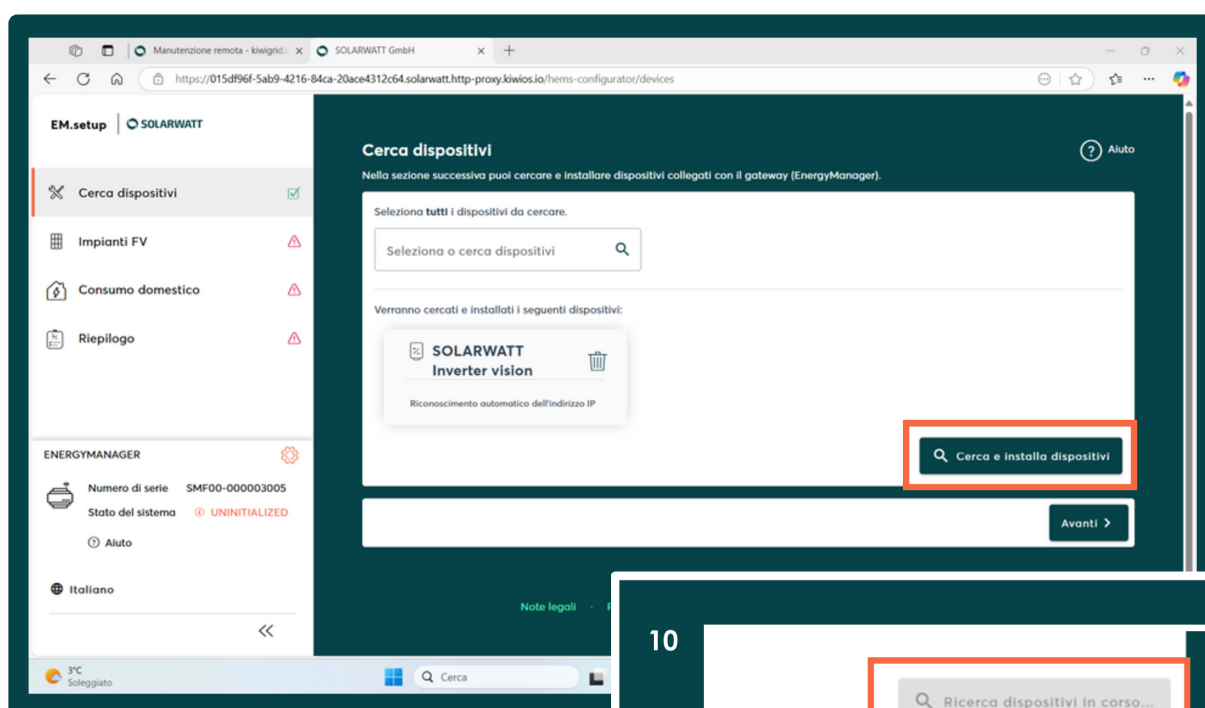 Manutenzione remota - kiwigrid.
SOLARWATT GmbH
https://015df96f-5ab9-4216-84ca-20ace4312c64.solarwatt.http-proxy.kiwios.io/hems-configurator/devices
EM.setup
SOLARWATT
Cerca dispositivi
Impianti FV
Consumo domestico
Riepilogo
ENERGYMANAGER
Numero di serie SMF00-000003005
Stato del sistema UNINITIALIZED
Aiuto
Italiano
Cerca dispositivi
Aiuto
Nella sezione successiva puoi cercare e installare dispositivi collegati con il gateway (EnergyManager).
Seleziona tutti i dispositivi da cercare.
Seleziona o cerca dispositivi
Verranno cercati e installati i seguenti dispositivi:
SOLARWATT
Inverter vision
Riconoscimento automatico dell'indirizzo IP
Cerca e installa dispositivi
Avanti
Note legali ·
3°C
Soleggiato
Cerca
10
Ricerca dispositivi in corso...